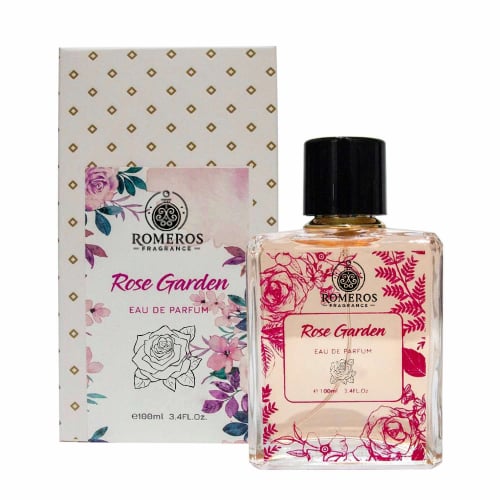 ROMEROS
FRAGRANCE
Rose Garden
EAU DE PARFUM
e100ml 3.4FL.Oz.
ROMEROS
FRAGRANCE
Rose Garden
EAU DE PARFUM
e 100ml 3.4Fl.Oz